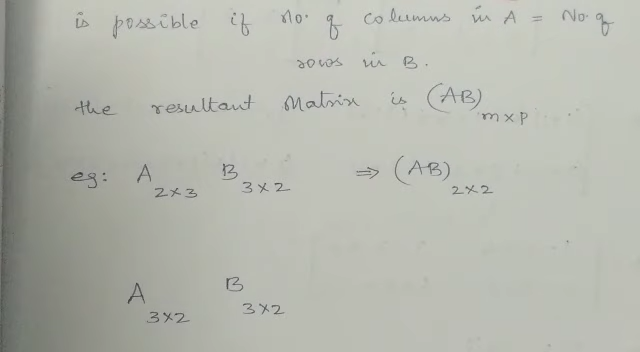 is possible if No. of columns in A = No. of
rows in B.
the resultant Matrix is (AB)m×p
eg: A2×3 B3×2 ⇒ (AB)2×2
A3×2 B3×2